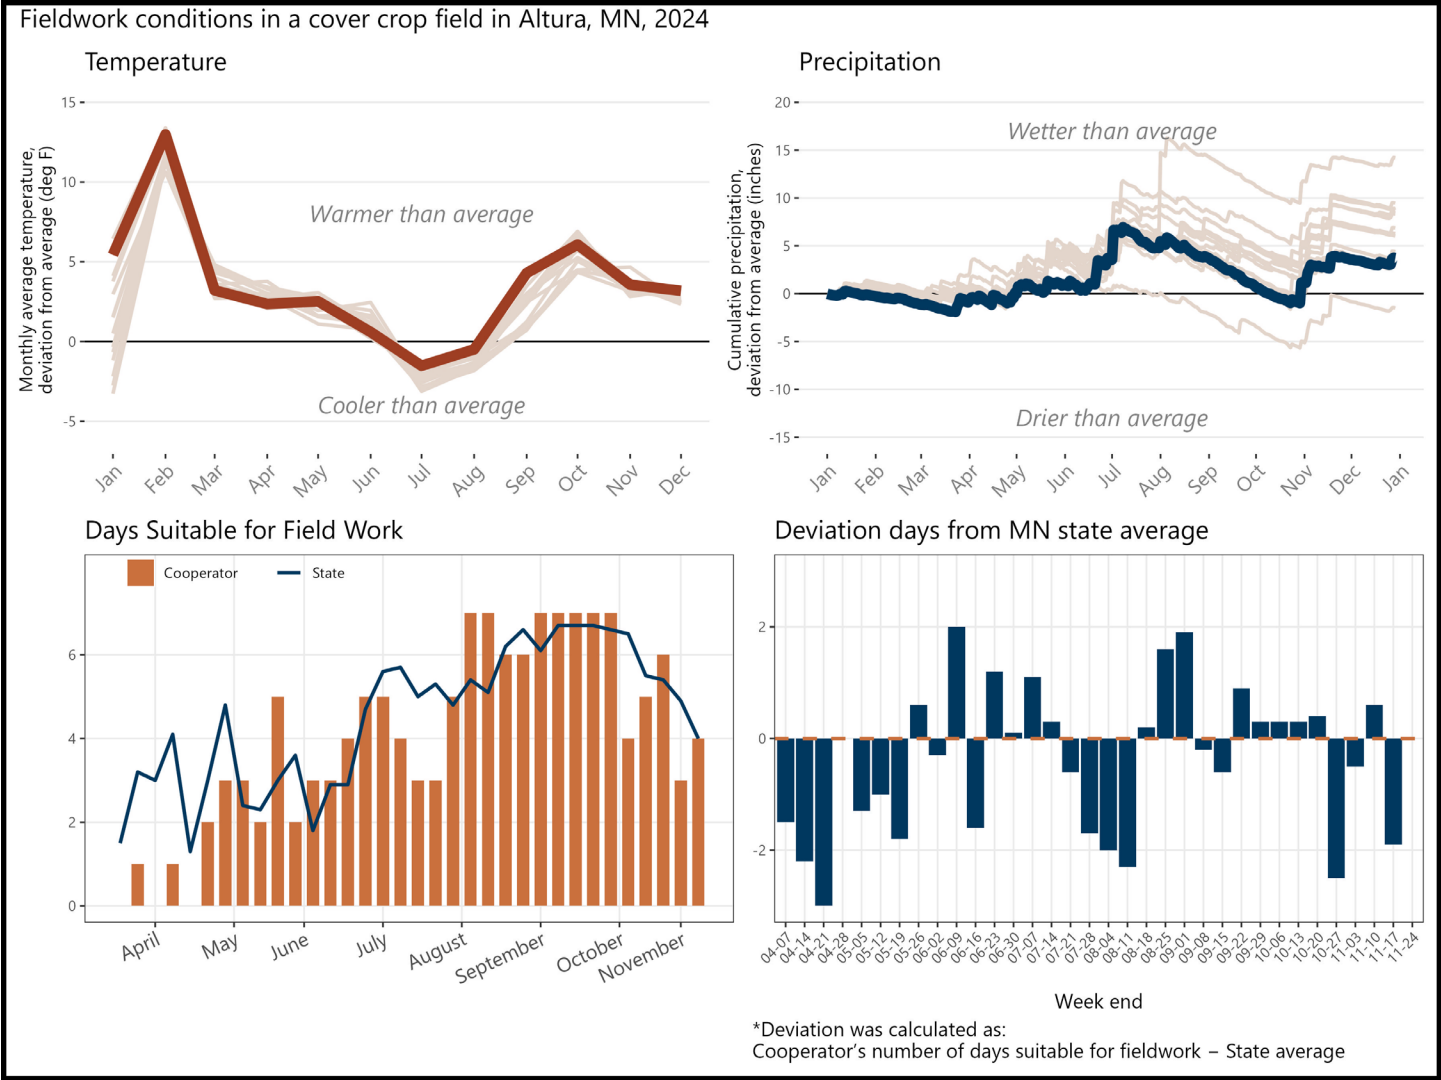 Fieldwork conditions in a cover crop field in Altura, MN, 2024
Temperature
Monthly average temperature,
deviation from average (deg F)
15
10
5
0
-5
Warmer than average
Cooler than average
Jan
Feb
Mar
Apr
May
Jun
Jul
Aug
Sep
Oct
Nov
Dec
Precipitation
Cumulative precipitation,
deviation from average (inches)
20
15
10
5
0
-5
-10
-15
Wetter than average
Drier than average
Jan
Feb
Mar
Apr
May
Jun
Jul
Aug
Sep
Oct
Nov
Dec
Jan
Days Suitable for Field Work
Cooperator
State
6
4
2
0
April
May
June
July
August
September
October
November
Deviation days from MN state average
2
0
-2
04-07
04-14
04-21
04-28
05-05
05-12
05-19
05-26
06-02
06-09
06-16
06-23
06-30
07-07
07-14
07-21
07-28
08-04
08-11
08-18
08-25
09-01
09-08
09-15
09-22
09-29
10-06
10-13
10-20
10-27
11-03
11-10
11-17
11-24
Week end
*Deviation was calculated as:
Cooperator's number of days suitable for fieldwork – State average